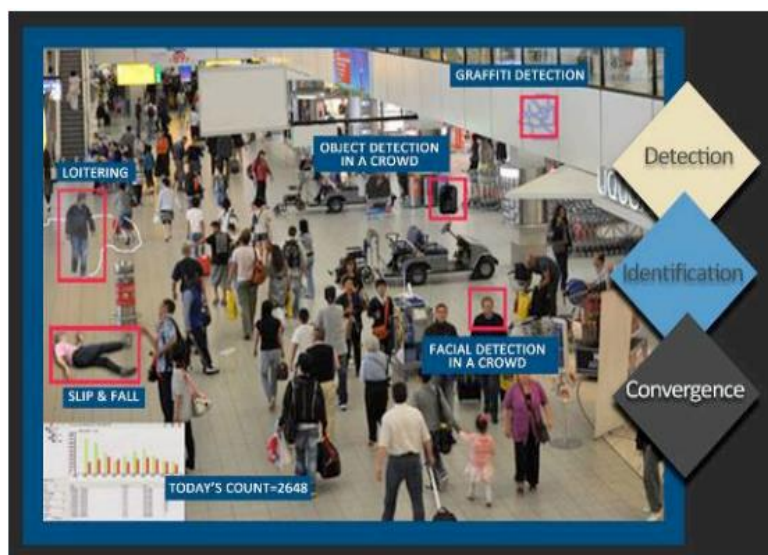 GRAFFITI DETECTION
OBJECT DETECTION
IN A CROWD
Detection
LOITERING
Identification
FACIAL DETECTION
IN A CROWD
Convergence
SLIP & FALL
TODAY'S COUNT=2648